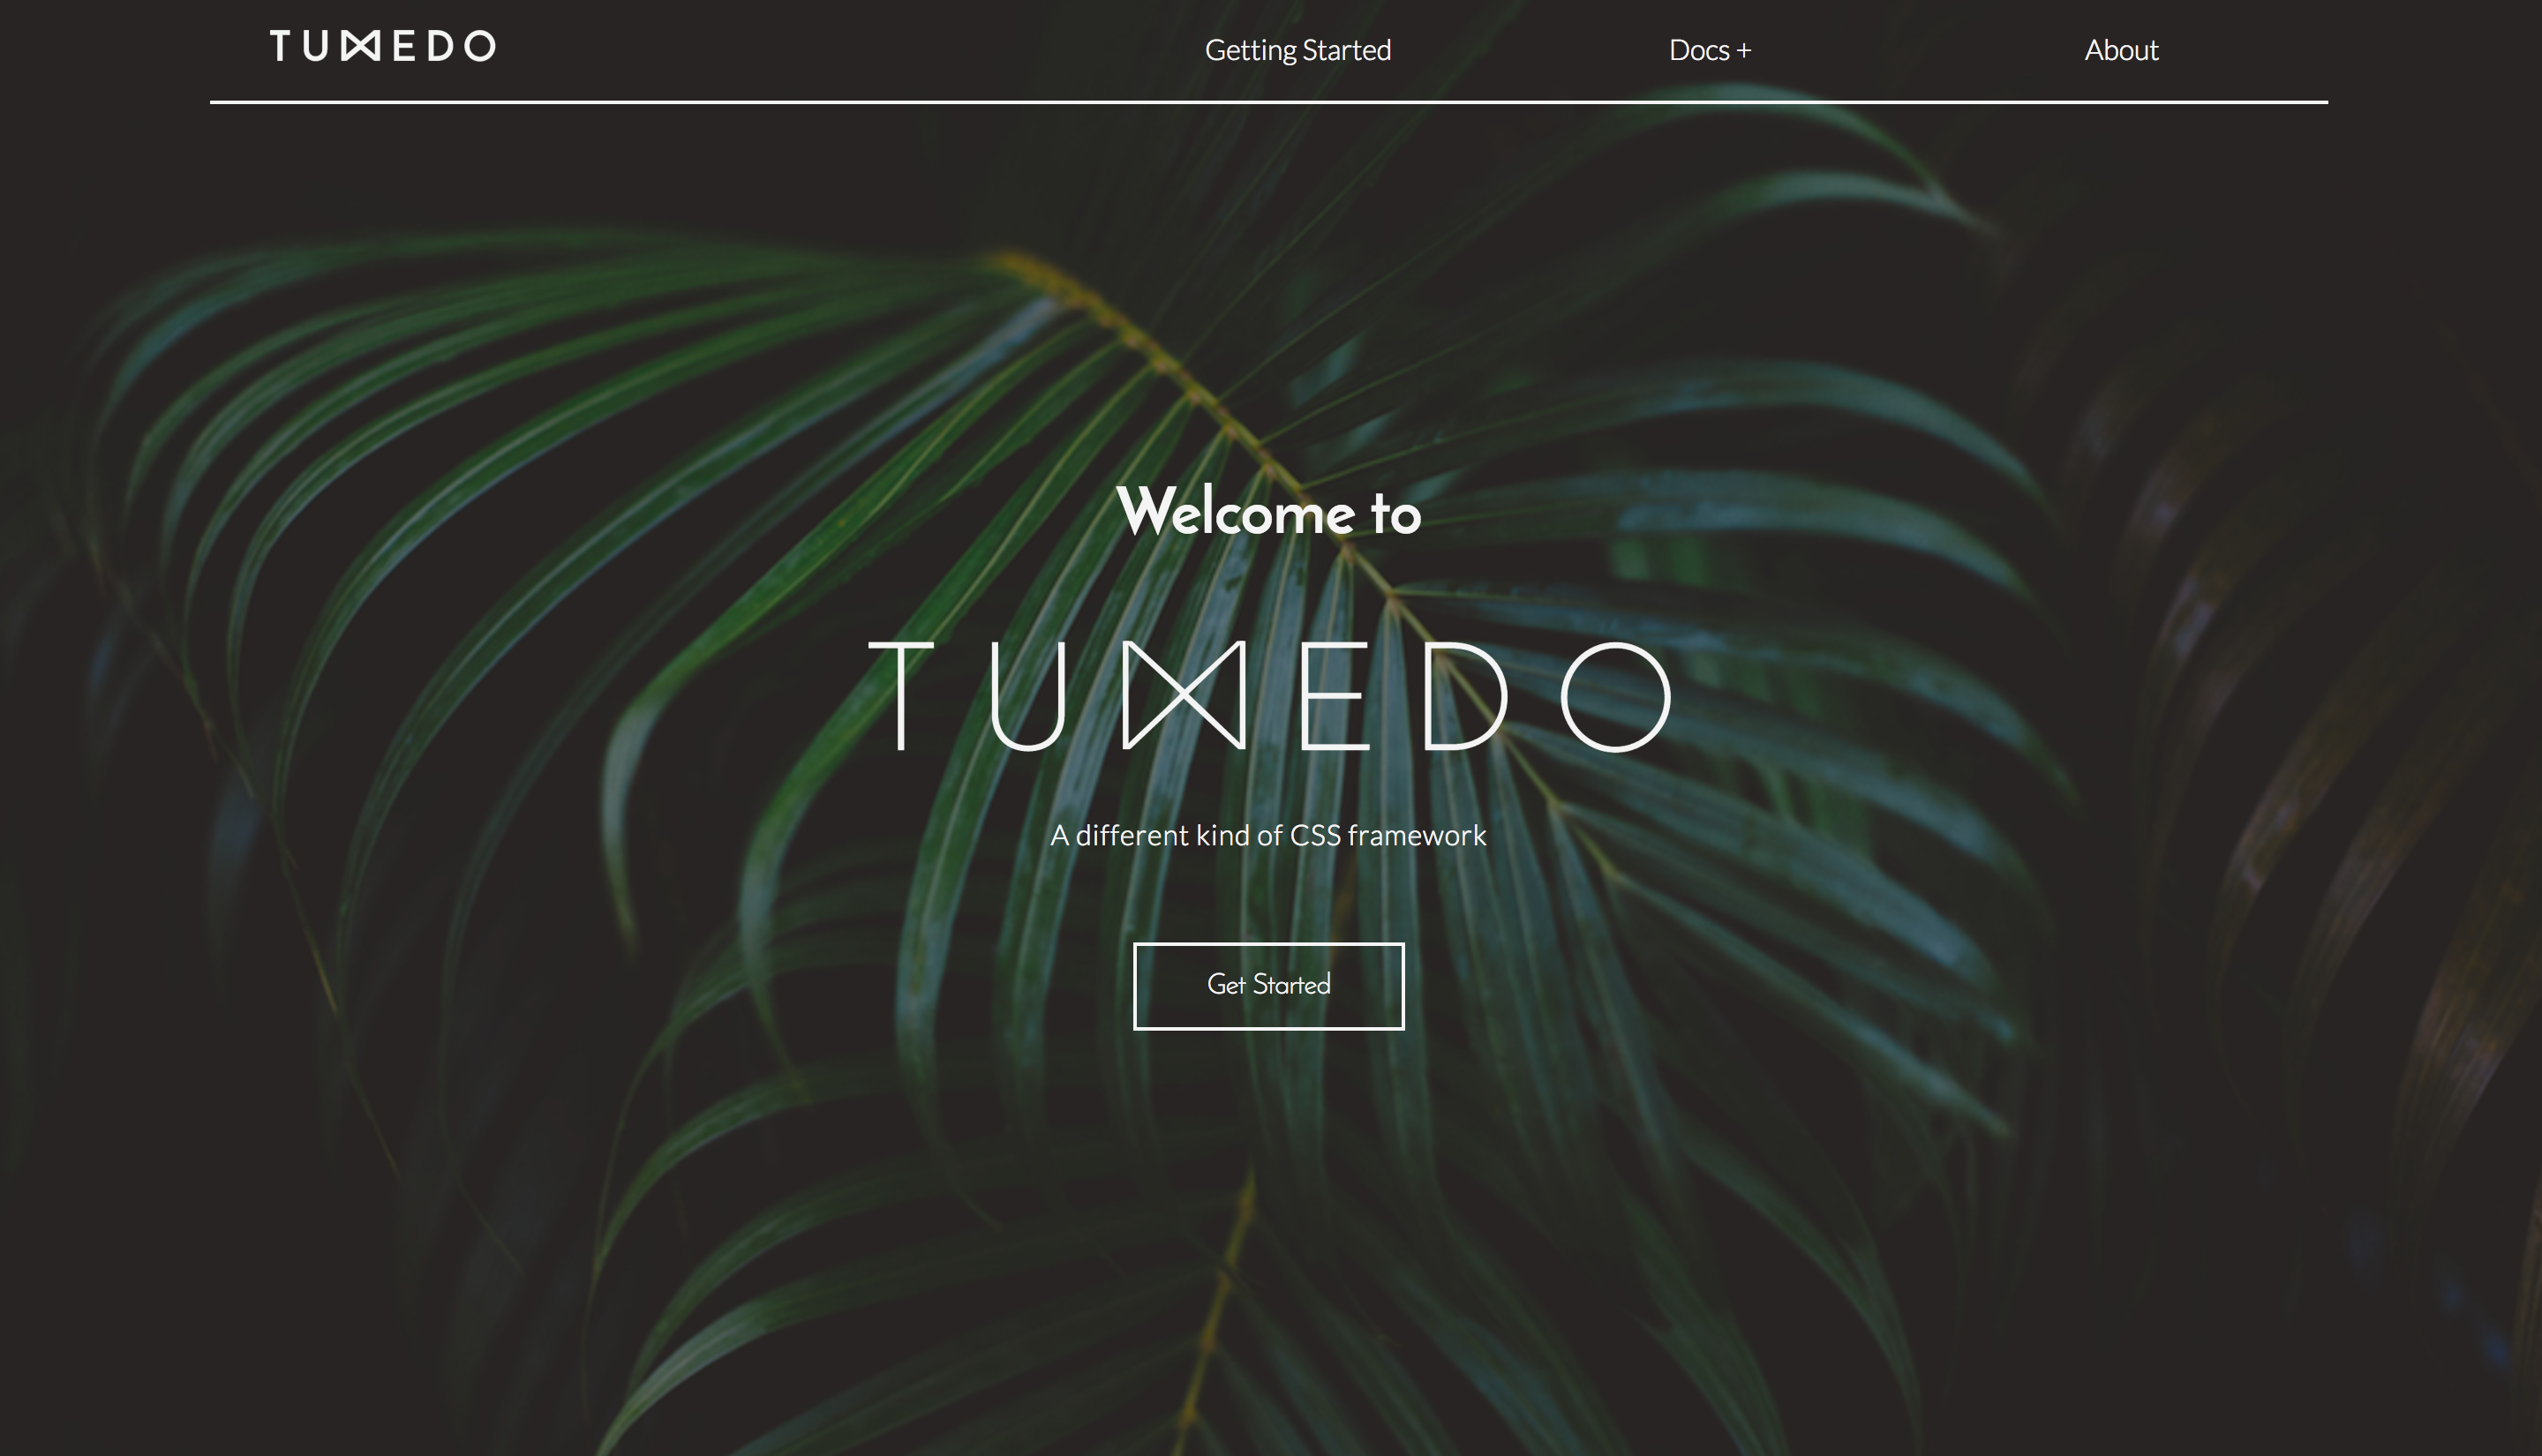 TUXEDO
Getting Started
Docs +
About
Welcome to
TUXEDO
A different kind of CSS framework
Get Started